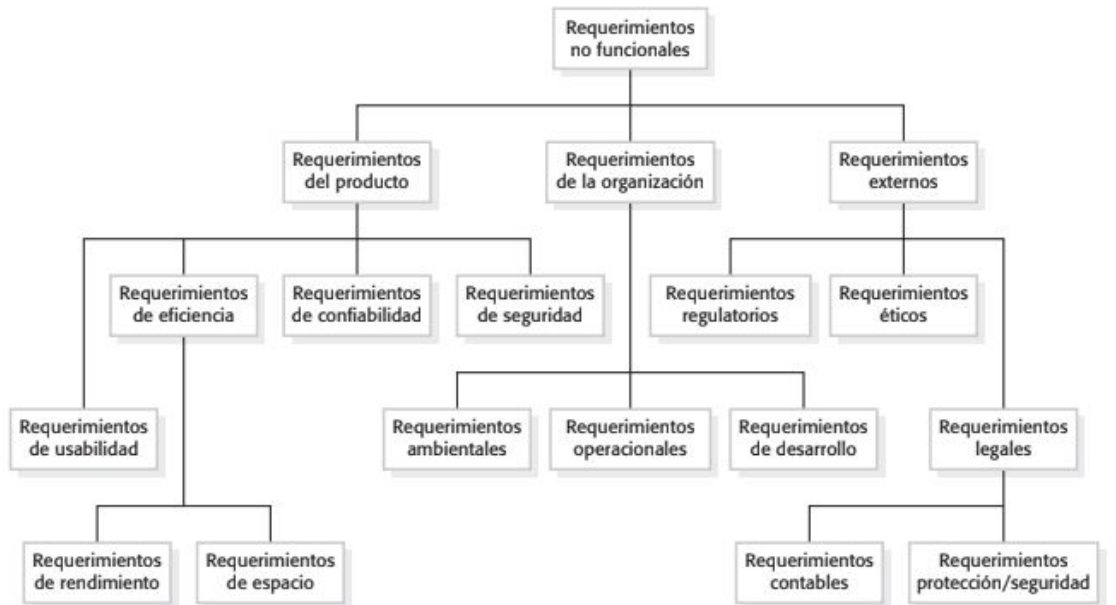 Requerimientos
no funcionales
Requerimientos
del producto
Requerimientos
de la organización
Requerimientos
externos
Requerimientos
de eficiencia
Requerimientos
de confiabilidad
Requerimientos
de seguridad
Requerimientos
regulatorios
Requerimientos
éticos
Requerimientos
de usabilidad
Requerimientos
ambientales
Requerimientos
operacionales
Requerimientos
de desarrollo
Requerimientos
legales
Requerimientos
de rendimiento
Requerimientos
de espacio
Requerimientos
contables
Requerimientos
protección/seguridad